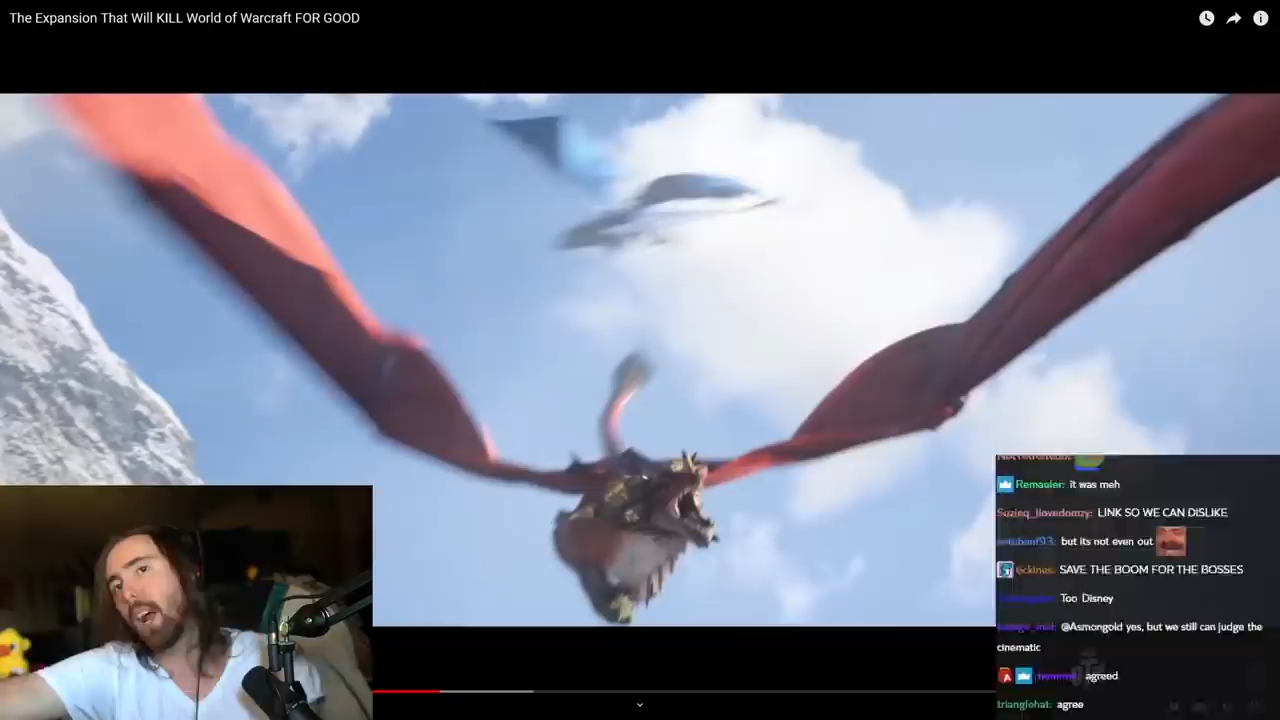 The Expansion That Will KILL World of Warcraft FOR GOOD
Remauler: it was meh
LINK SO WE CAN DISLIKE
but its not even out
SAVE THE BOOM FOR THE BOSSES
Too Disney
@Asmongold yes, but we still can judge the
cinematic
agreed
trianglohat: agree